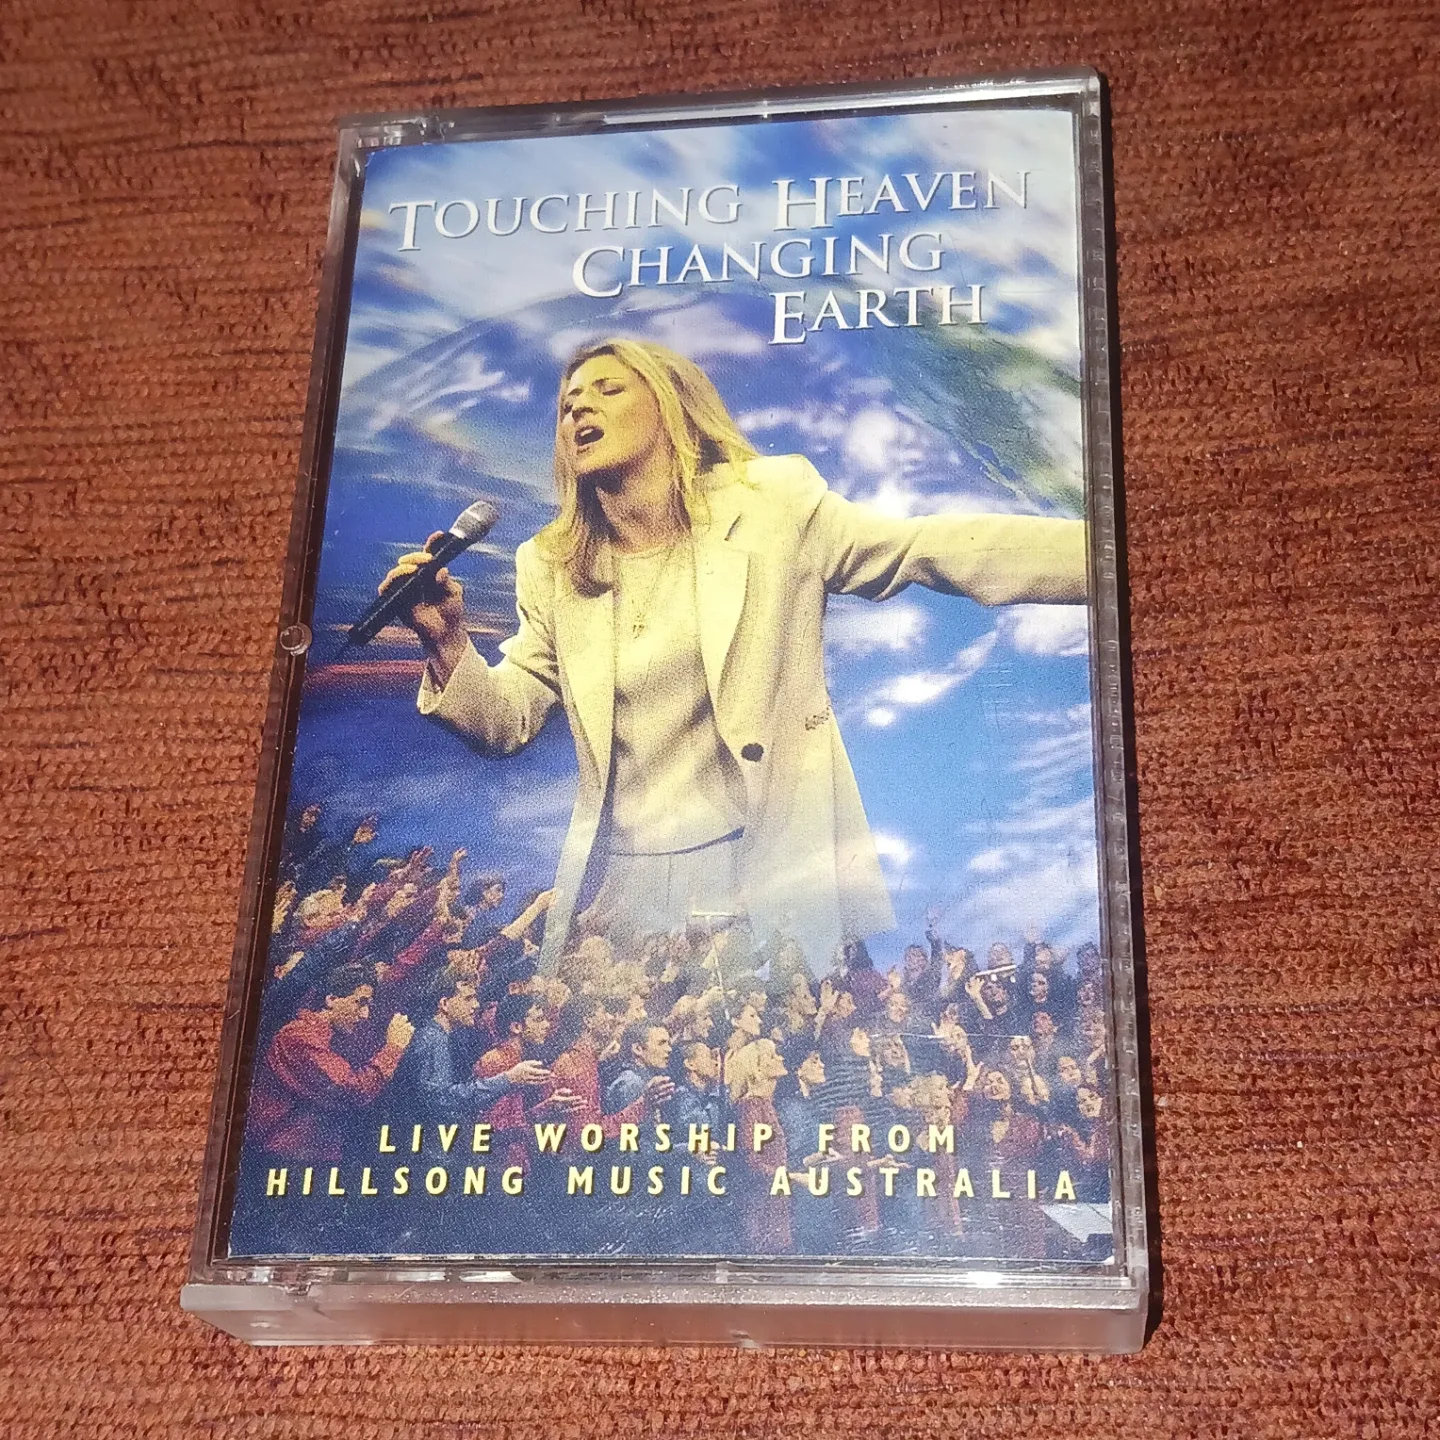 TOUCHING HEAVEN
CHANGING
EARTH
LIVE WORSHIP FROM
HILLSONG MUSIC AUSTRALIA